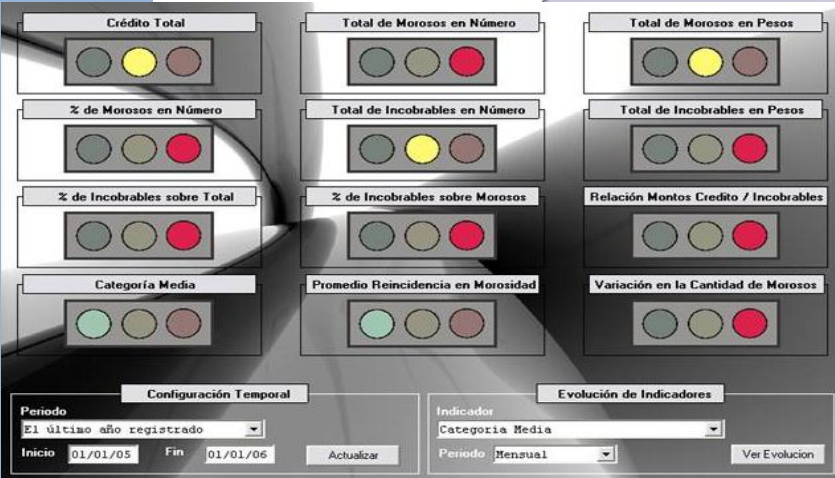 Crédito Total
Total de Morosos en Número
Total de Morosos en Pesos
% de Morosos en Número
Total de Incobrables en Número
Total de Incobrables en Pesos
% de Incobrables sobre Total
% de Incobrables sobre Morosos
Relación Montos Credito / Incobrables
Categoría Media
Promedio Reincidencia en Morosidad
Variación en la Cantidad de Morosos
Configuración Temporal
Periodo
El último año registrado
Inicio 01/01/05 Fin 01/01/06 Actualizar
Evolución de Indicadores
Indicador
Categoria Media
Periodo Mensual Ver Evolucion